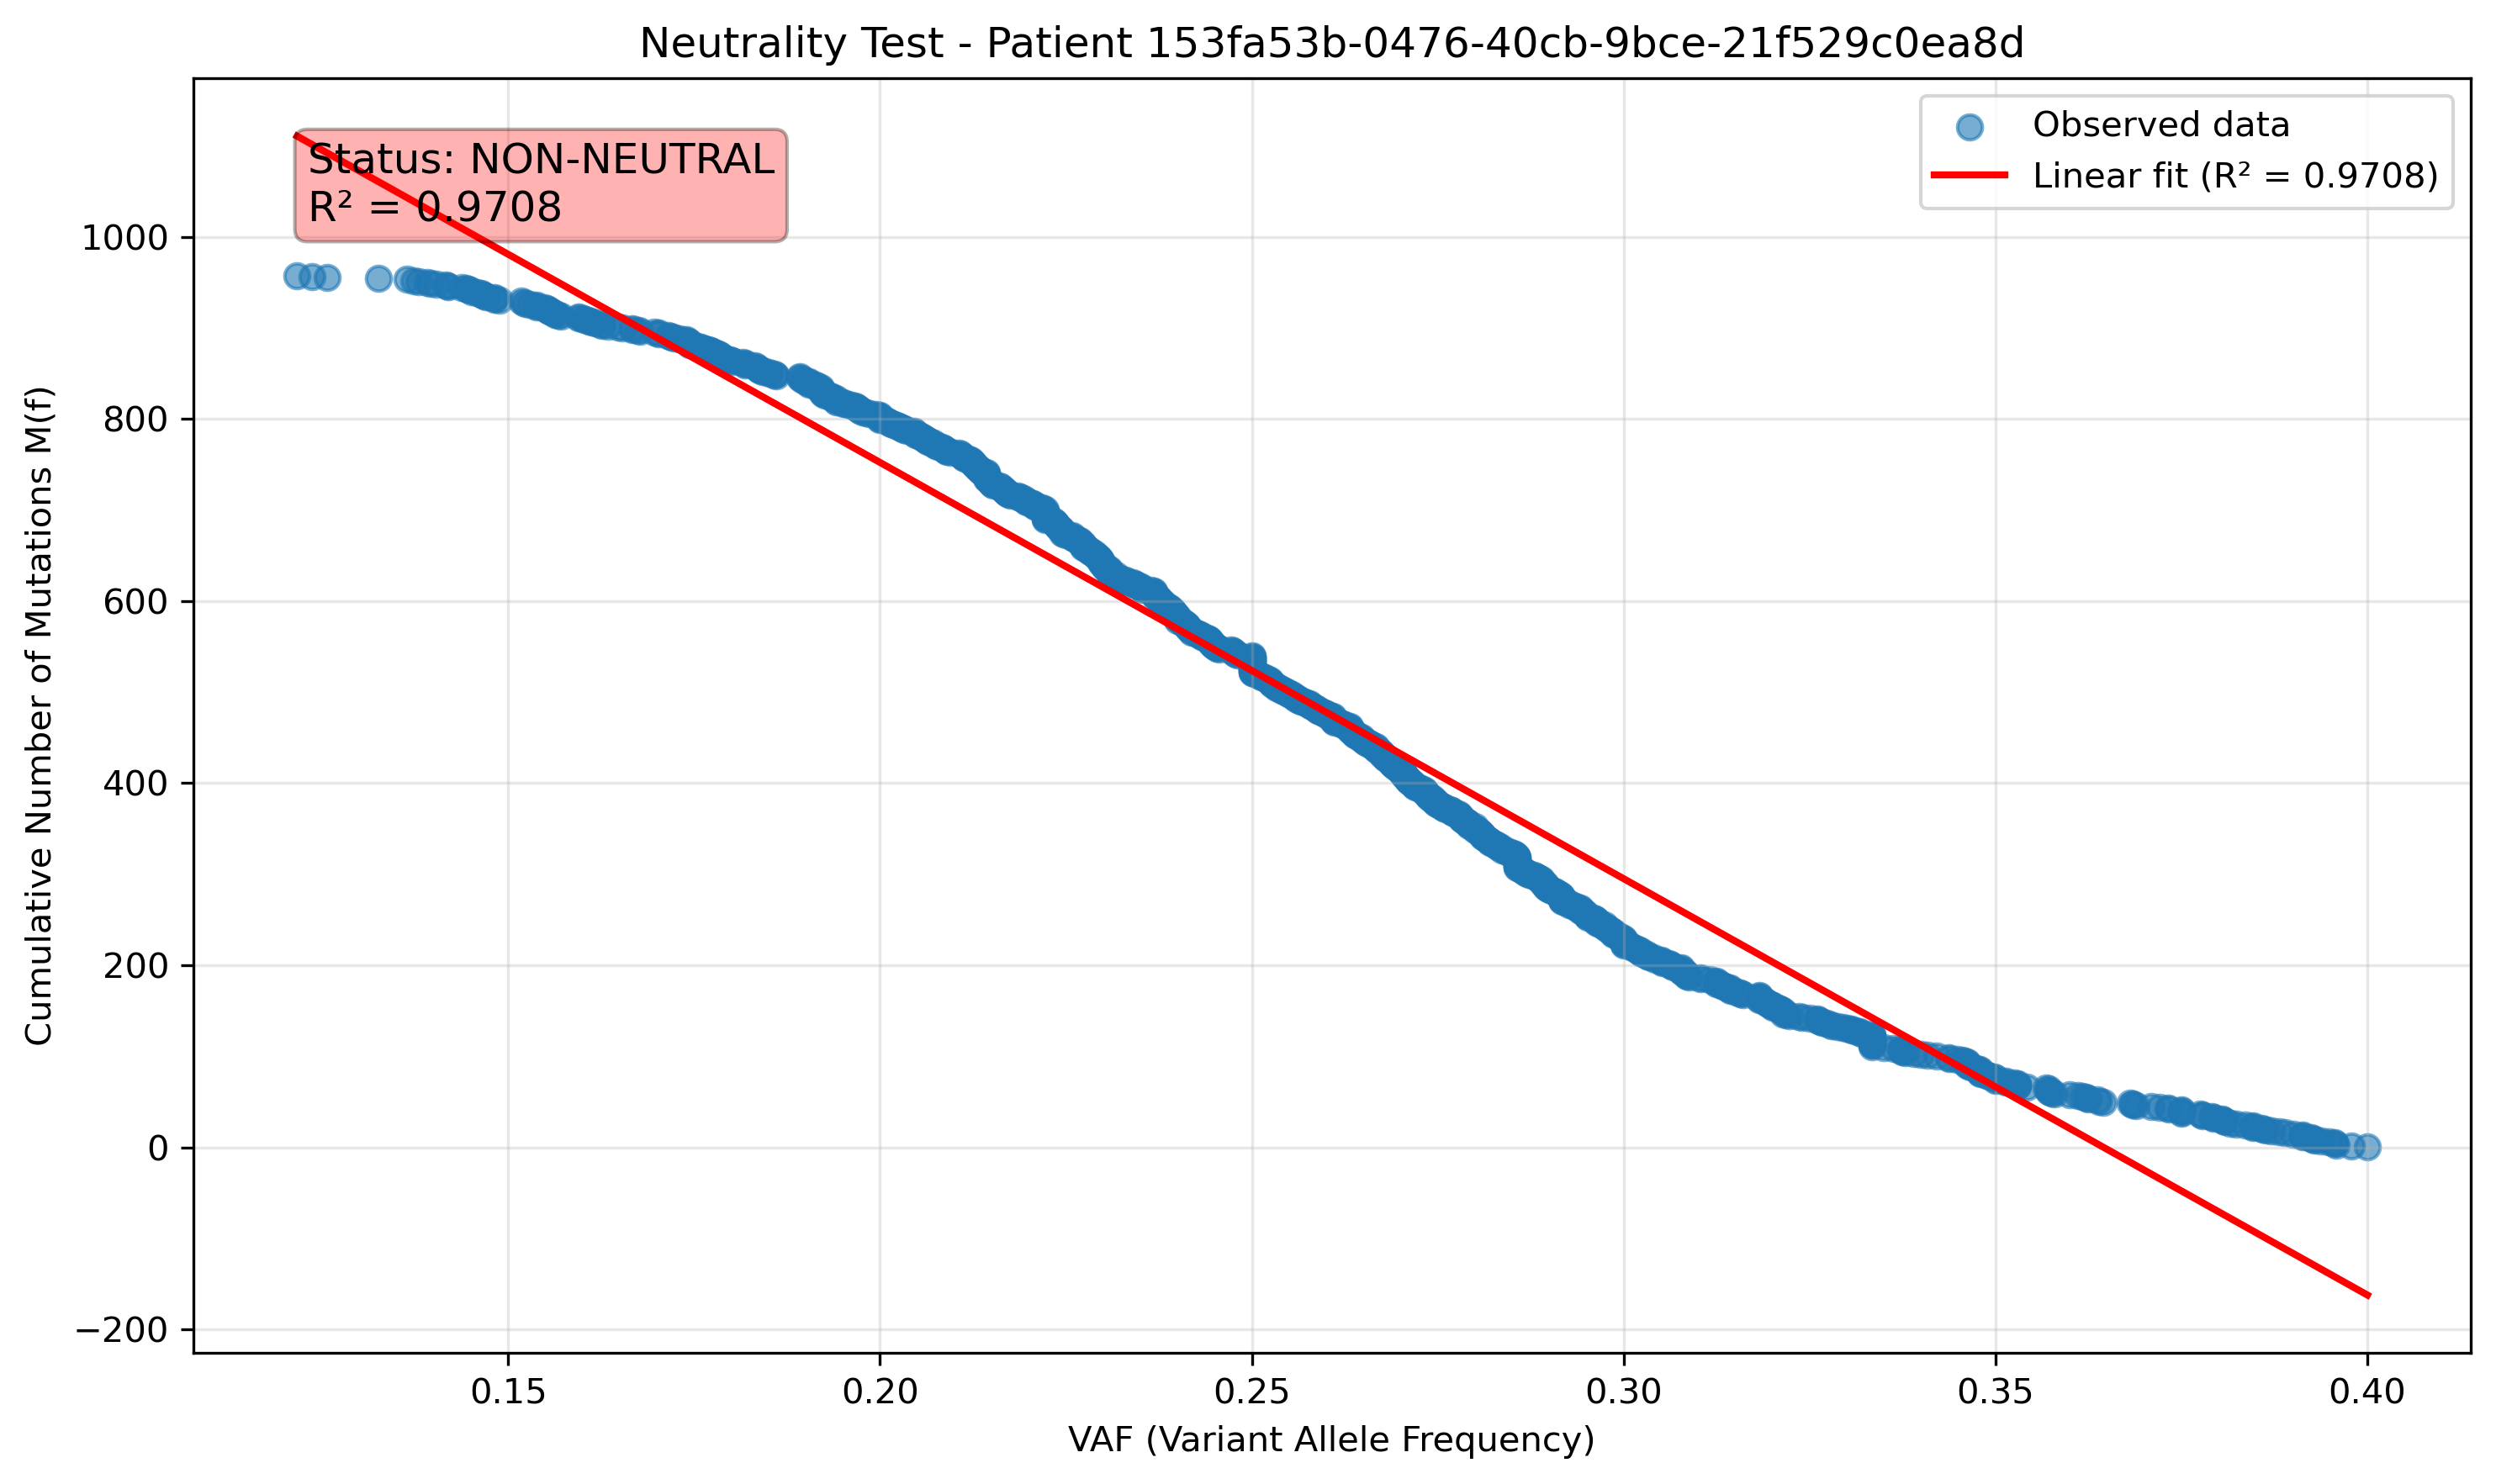 Neutrality Test - Patient 153fa53b-0476-40cb-9bce-21f529c0ea8d
Status: NON-NEUTRAL
R² = 0.9708
Observed data
Linear fit (R² = 0.9708)
Cumulative Number of Mutations M(f)
1000
800
600
400
200
0
−200
0.15
0.20
0.25
0.30
0.35
0.40
VAF (Variant Allele Frequency)